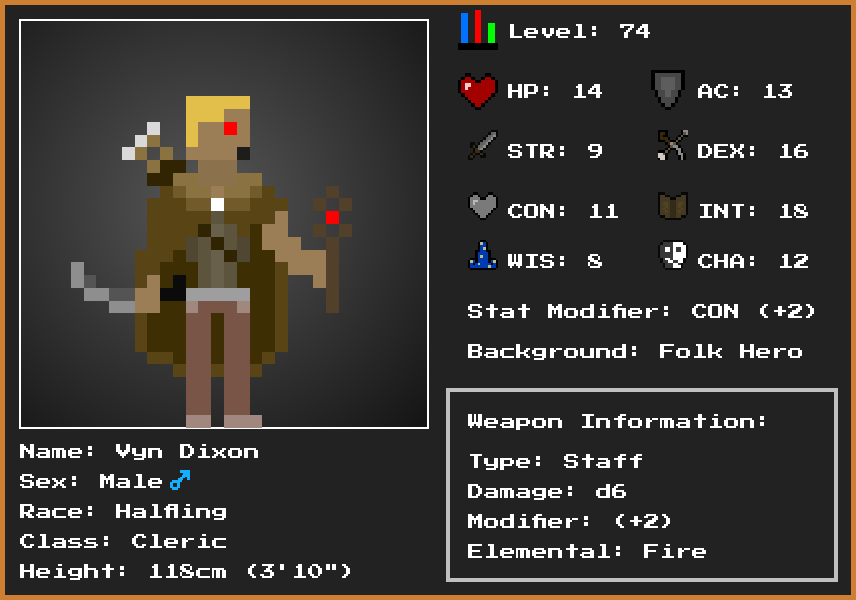 Level: 74
HP: 14 AC: 13
STR: 9 DEX: 16
CON: 11 INT: 18
WIS: 8 CHA: 12
Stat Modifier: CON (+2)
Background: Folk Hero
Weapon Information:
Type: Staff
Damage: d6
Modifier: (+2)
Elemental: Fire
Name: Vyn Dixon
Sex: Male♂
Race: Halfling
Class: Cleric
Height: 118cm (3'10")